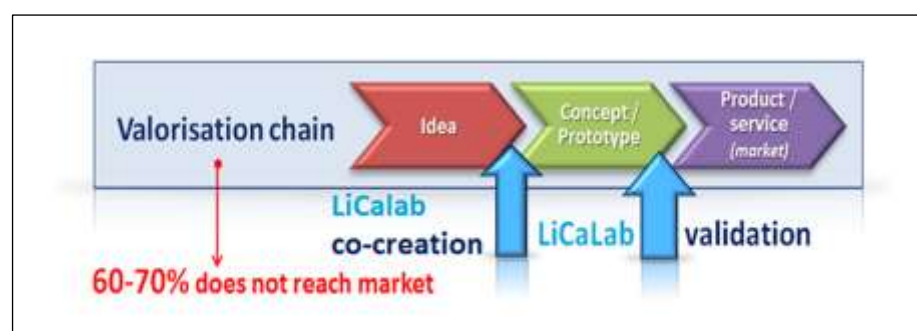 Valorisation chain
Idea
Concept /
Prototype
Product /
service
(market)
LiCalab
co-creation
LiCaLab
validation
60-70% does not reach market